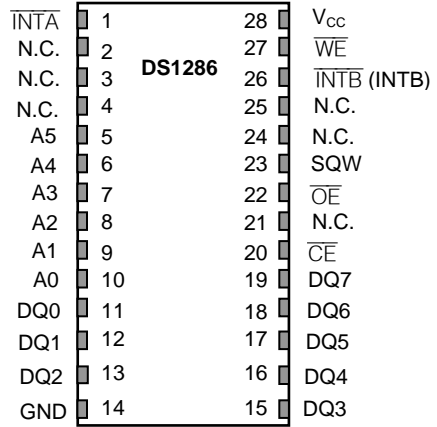 INTA 1 28 VCC
N.C. 2 27 WE
N.C. 3 DS1286 26 INTB (INTB)
N.C. 4 25 N.C.
A5 5 24 N.C.
A4 6 23 SQW
A3 7 22 OE
A2 8 21 N.C.
A1 9 20 CE
A0 10 19 DQ7
DQ0 11 18 DQ6
DQ1 12 17 DQ5
DQ2 13 16 DQ4
GND 14 15 DQ3